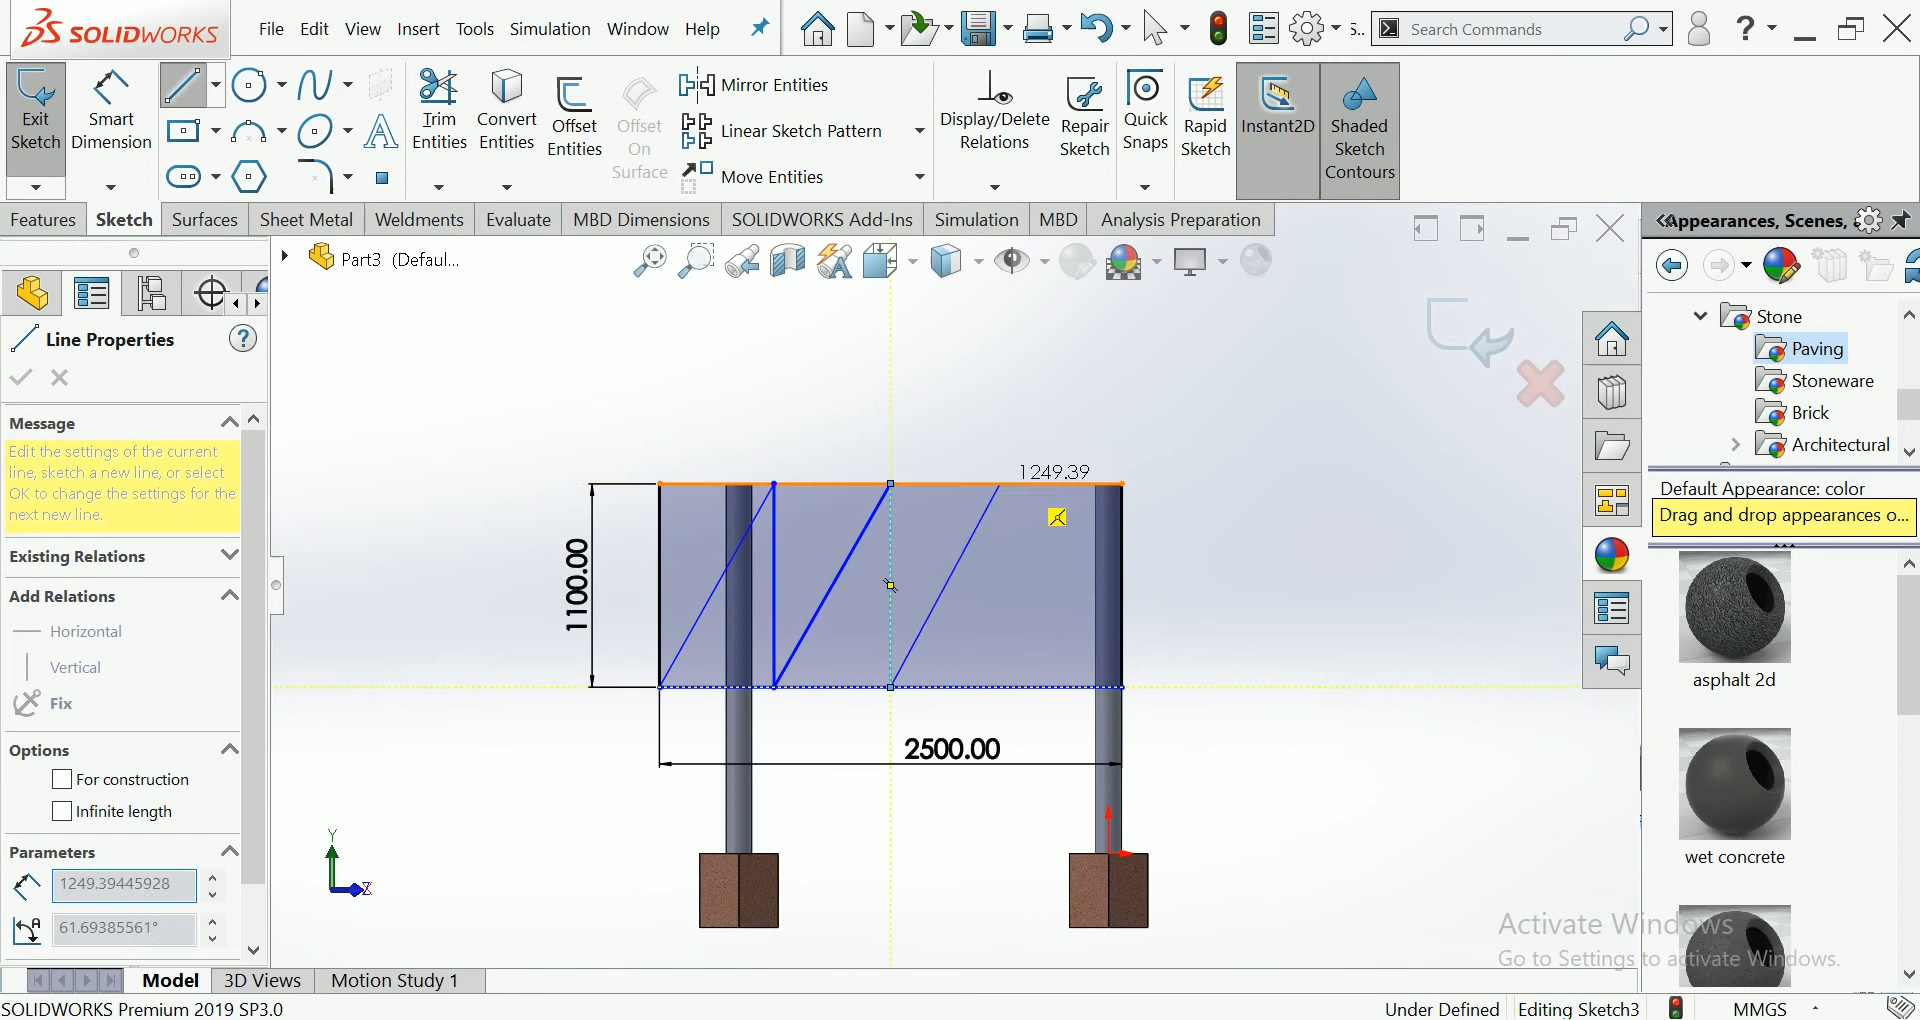 SOLIDWORKS
File Edit View Insert Tools Simulation Window Help
S..
Search Commands
?
Exit Sketch
Smart Dimension
Trim Entities
Convert Entities
Offset Entities
Offset On Surface
Mirror Entities
Linear Sketch Pattern
Move Entities
Display/Delete Relations
Repair Sketch
Quick Snaps
Rapid Sketch
Instant2D
Shaded Sketch Contours
Features Sketch Surfaces Sheet Metal Weldments Evaluate MBD Dimensions SOLIDWORKS Add-Ins Simulation MBD Analysis Preparation
Part3 (Defaul...
Line Properties
?
Message
Edit the settings of the current
line, sketch a new line, or select
OK to change the settings for the
next new line.
Existing Relations
Add Relations
Horizontal
Vertical
Fix
Options
For construction
Infinite length
Parameters
1249.39445928
61.69385561°
1249.39
1100.00
2500.00
Y
Z
Appearances, Scenes,
Stone
Paving
Stoneware
Brick
Architectural
Default Appearance: color
Drag and drop appearances o...
asphalt 2d
wet concrete
Activate Windows
Go to Settings to activate Windows.
Model 3D Views Motion Study 1
SOLIDWORKS Premium 2019 SP3.0
Under Defined Editing Sketch3 MMGS